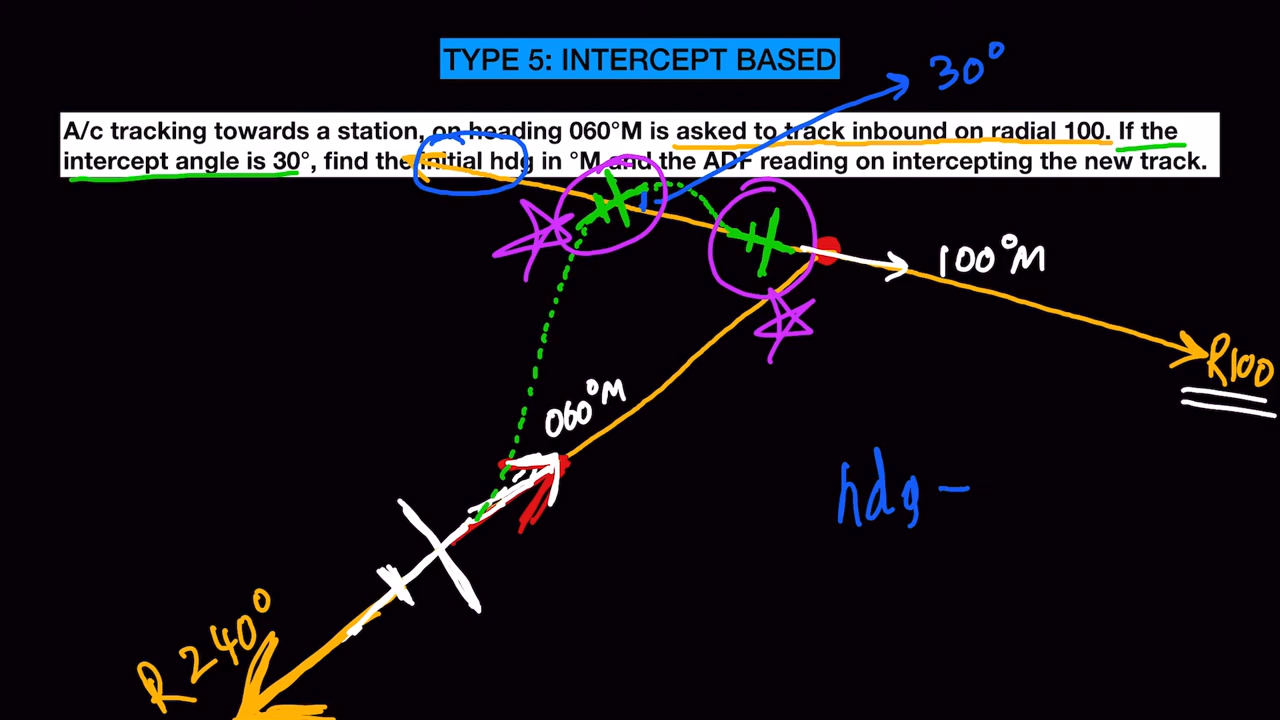 TYPE 5: INTERCEPT BASED
30°
A/c tracking towards a station, on heading 060°M is asked to track inbound on radial 100. If the
intercept angle is 30°, find the initial hdg in °M and the ADF reading on intercepting the new track.
100°M
R100
060°M
hdg -
R 240°